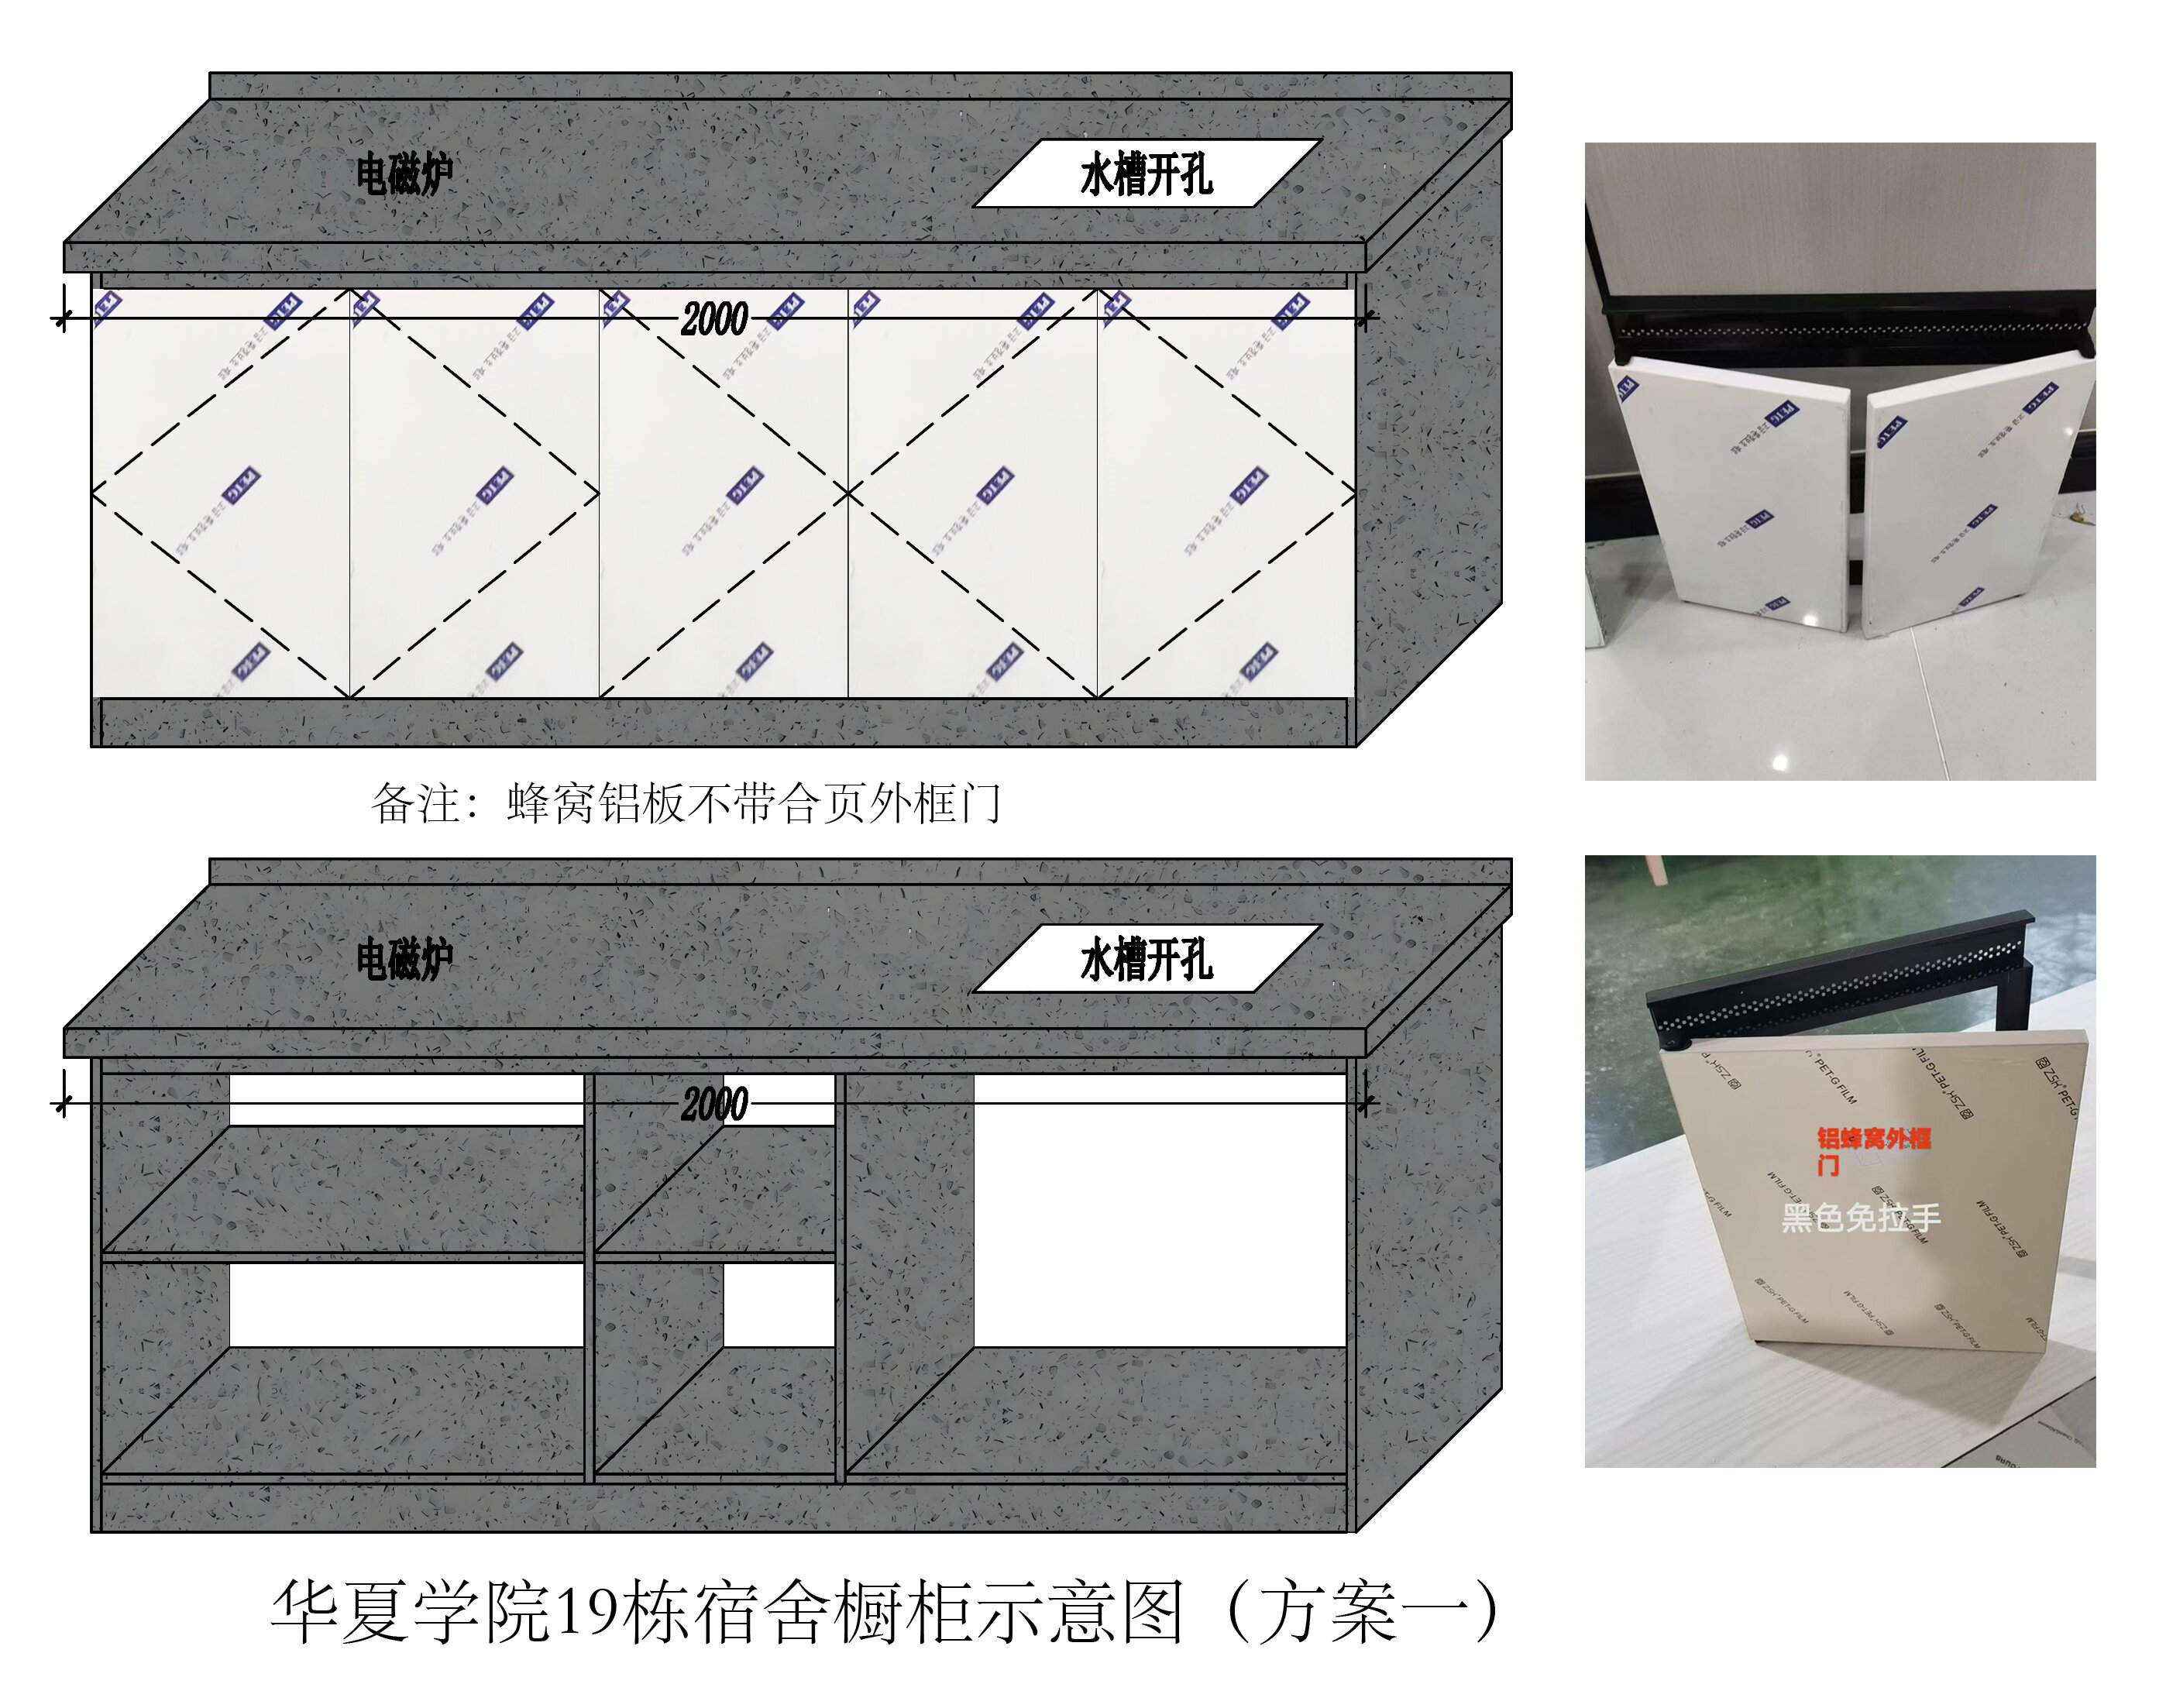 电磁炉
水槽开孔
2000
备注：蜂窝铝板不带合页外框门
电磁炉
水槽开孔
2000
铝蜂窝外框
门
黑色免拉手
ZSH PET-G FILM
华夏学院19栋宿舍橱柜示意图（方案一）